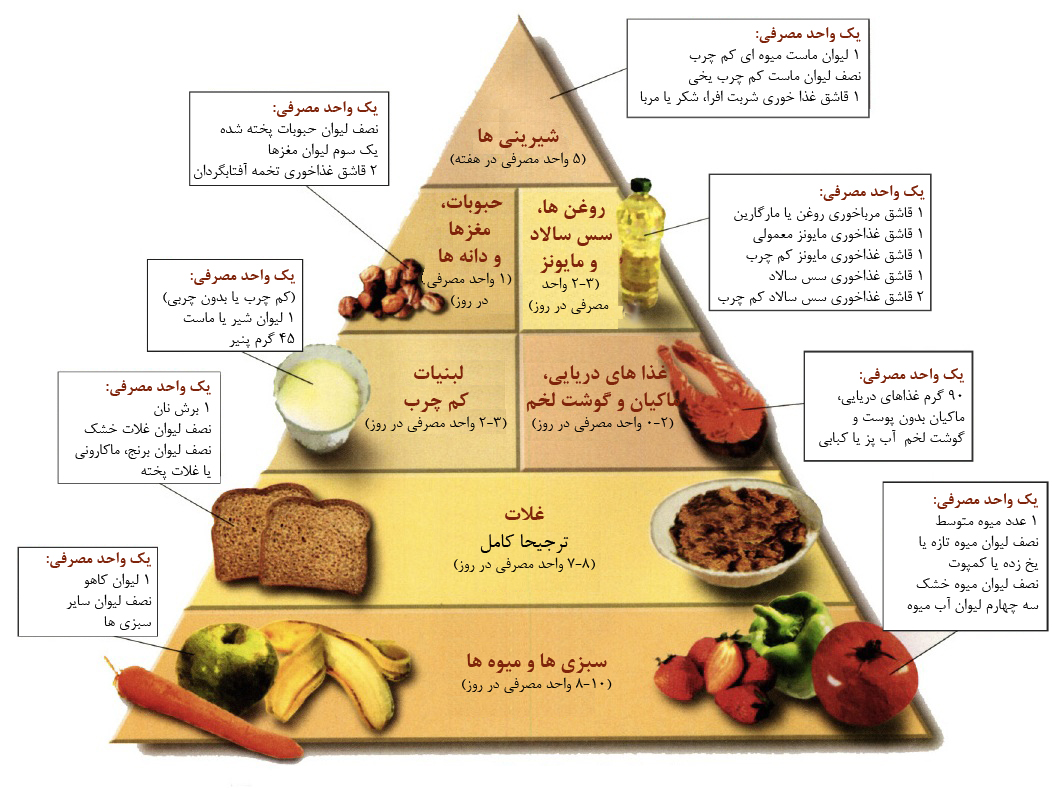 یک واحد مصرفی:
۱ لیوان ماست میوه ای کم چرب
نصف لیوان ماست کم چرب یخی
۱ قاشق غذا خوری شربت افرا، شکر یا مربا
شیرینی ها
(۵ واحد مصرفی در هفته)
یک واحد مصرفی:
نصف لیوان حبوبات پخته شده
یک سوم لیوان مغزها
۲ قاشق غذاخوری تخمه آفتابگردان
یک واحد مصرفی:
۱ قاشق مرباخوری روغن یا مارگارین
۱ قاشق غذاخوری مایونز معمولی
۱ قاشق غذاخوری مایونز کم چرب
۱ قاشق غذاخوری سس سالاد
۲ قاشق غذاخوری سس سالاد کم چرب
روغن ها،
سس سالاد
و مایونز
(۲-۳ واحد
مصرفی در روز)
حبوبات،
مغزها
و دانه ها
(۱ واحد مصرفی
در روز)
یک واحد مصرفی:
(کم چرب یا بدون چربی)
۱ لیوان شیر یا ماست
۴۵ گرم پنیر
غذا های دریایی،
ماکیان و گوشت لخم
(۰-۲ واحد مصرفی در روز)
لبنیات
کم چرب
(۲-۳ واحد مصرفی در روز)
یک واحد مصرفی:
۹۰ گرم غذاهای دریایی،
ماکیان بدون پوست و
گوشت لخم آب پز یا کبابی
یک واحد مصرفی:
۱ برش نان
نصف لیوان غلات خشک
نصف لیوان برنج، ماکارونی
یا غلات پخته
غلات
ترجیحا کامل
(۷-۸ واحد مصرفی در روز)
یک واحد مصرفی:
۱ عدد میوه متوسط
نصف لیوان میوه تازه یا
یخ زده یا کمپوت
نصف لیوان میوه خشک
سه چهارم لیوان آب میوه
یک واحد مصرفی:
۱ لیوان کاهو
نصف لیوان سایر
سبزی ها
سبزی ها و میوه ها
(۸-۱۰ واحد مصرفی در روز)